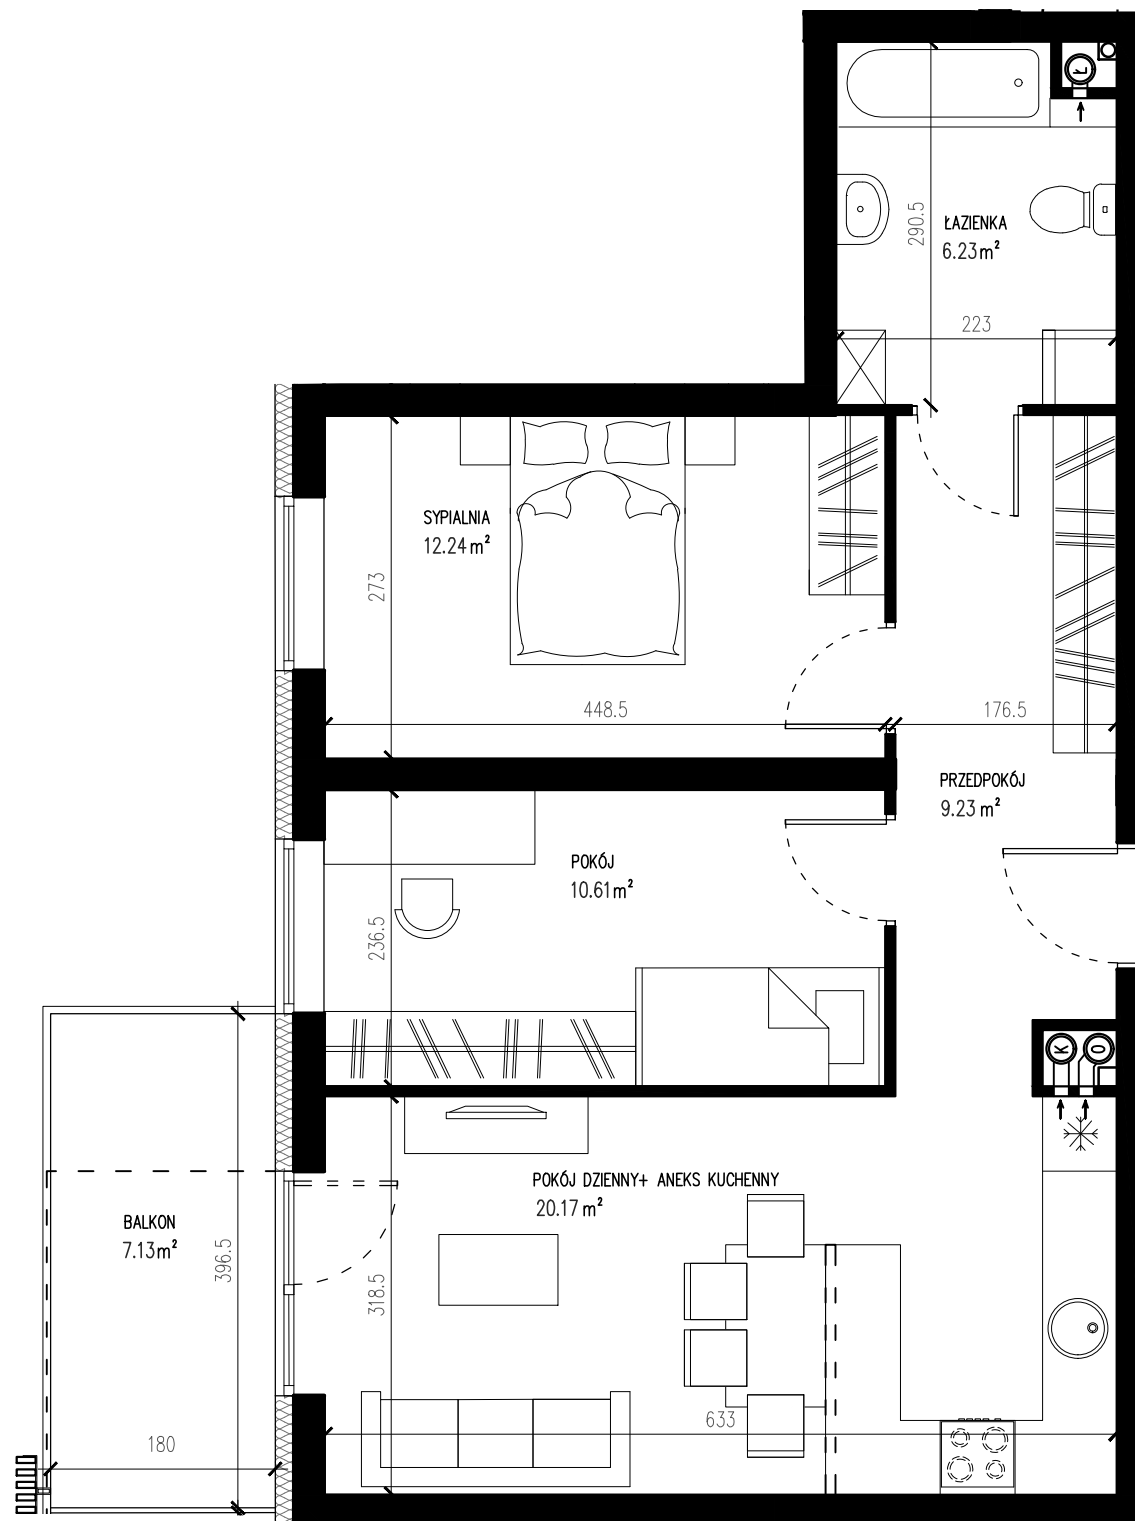 Ł
290.5
ŁAZIENKA
6.23m²
223
SYPIALNIA
12.24 m²
273
448.5
176.5
PRZEDPOKÓJ
9.23 m²
POKÓJ
10.61m²
236.5
K O
POKÓJ DZIENNY+ ANEKS KUCHENNY
20.17 m²
BALKON
7.13m²
396.5
318.5
633
180